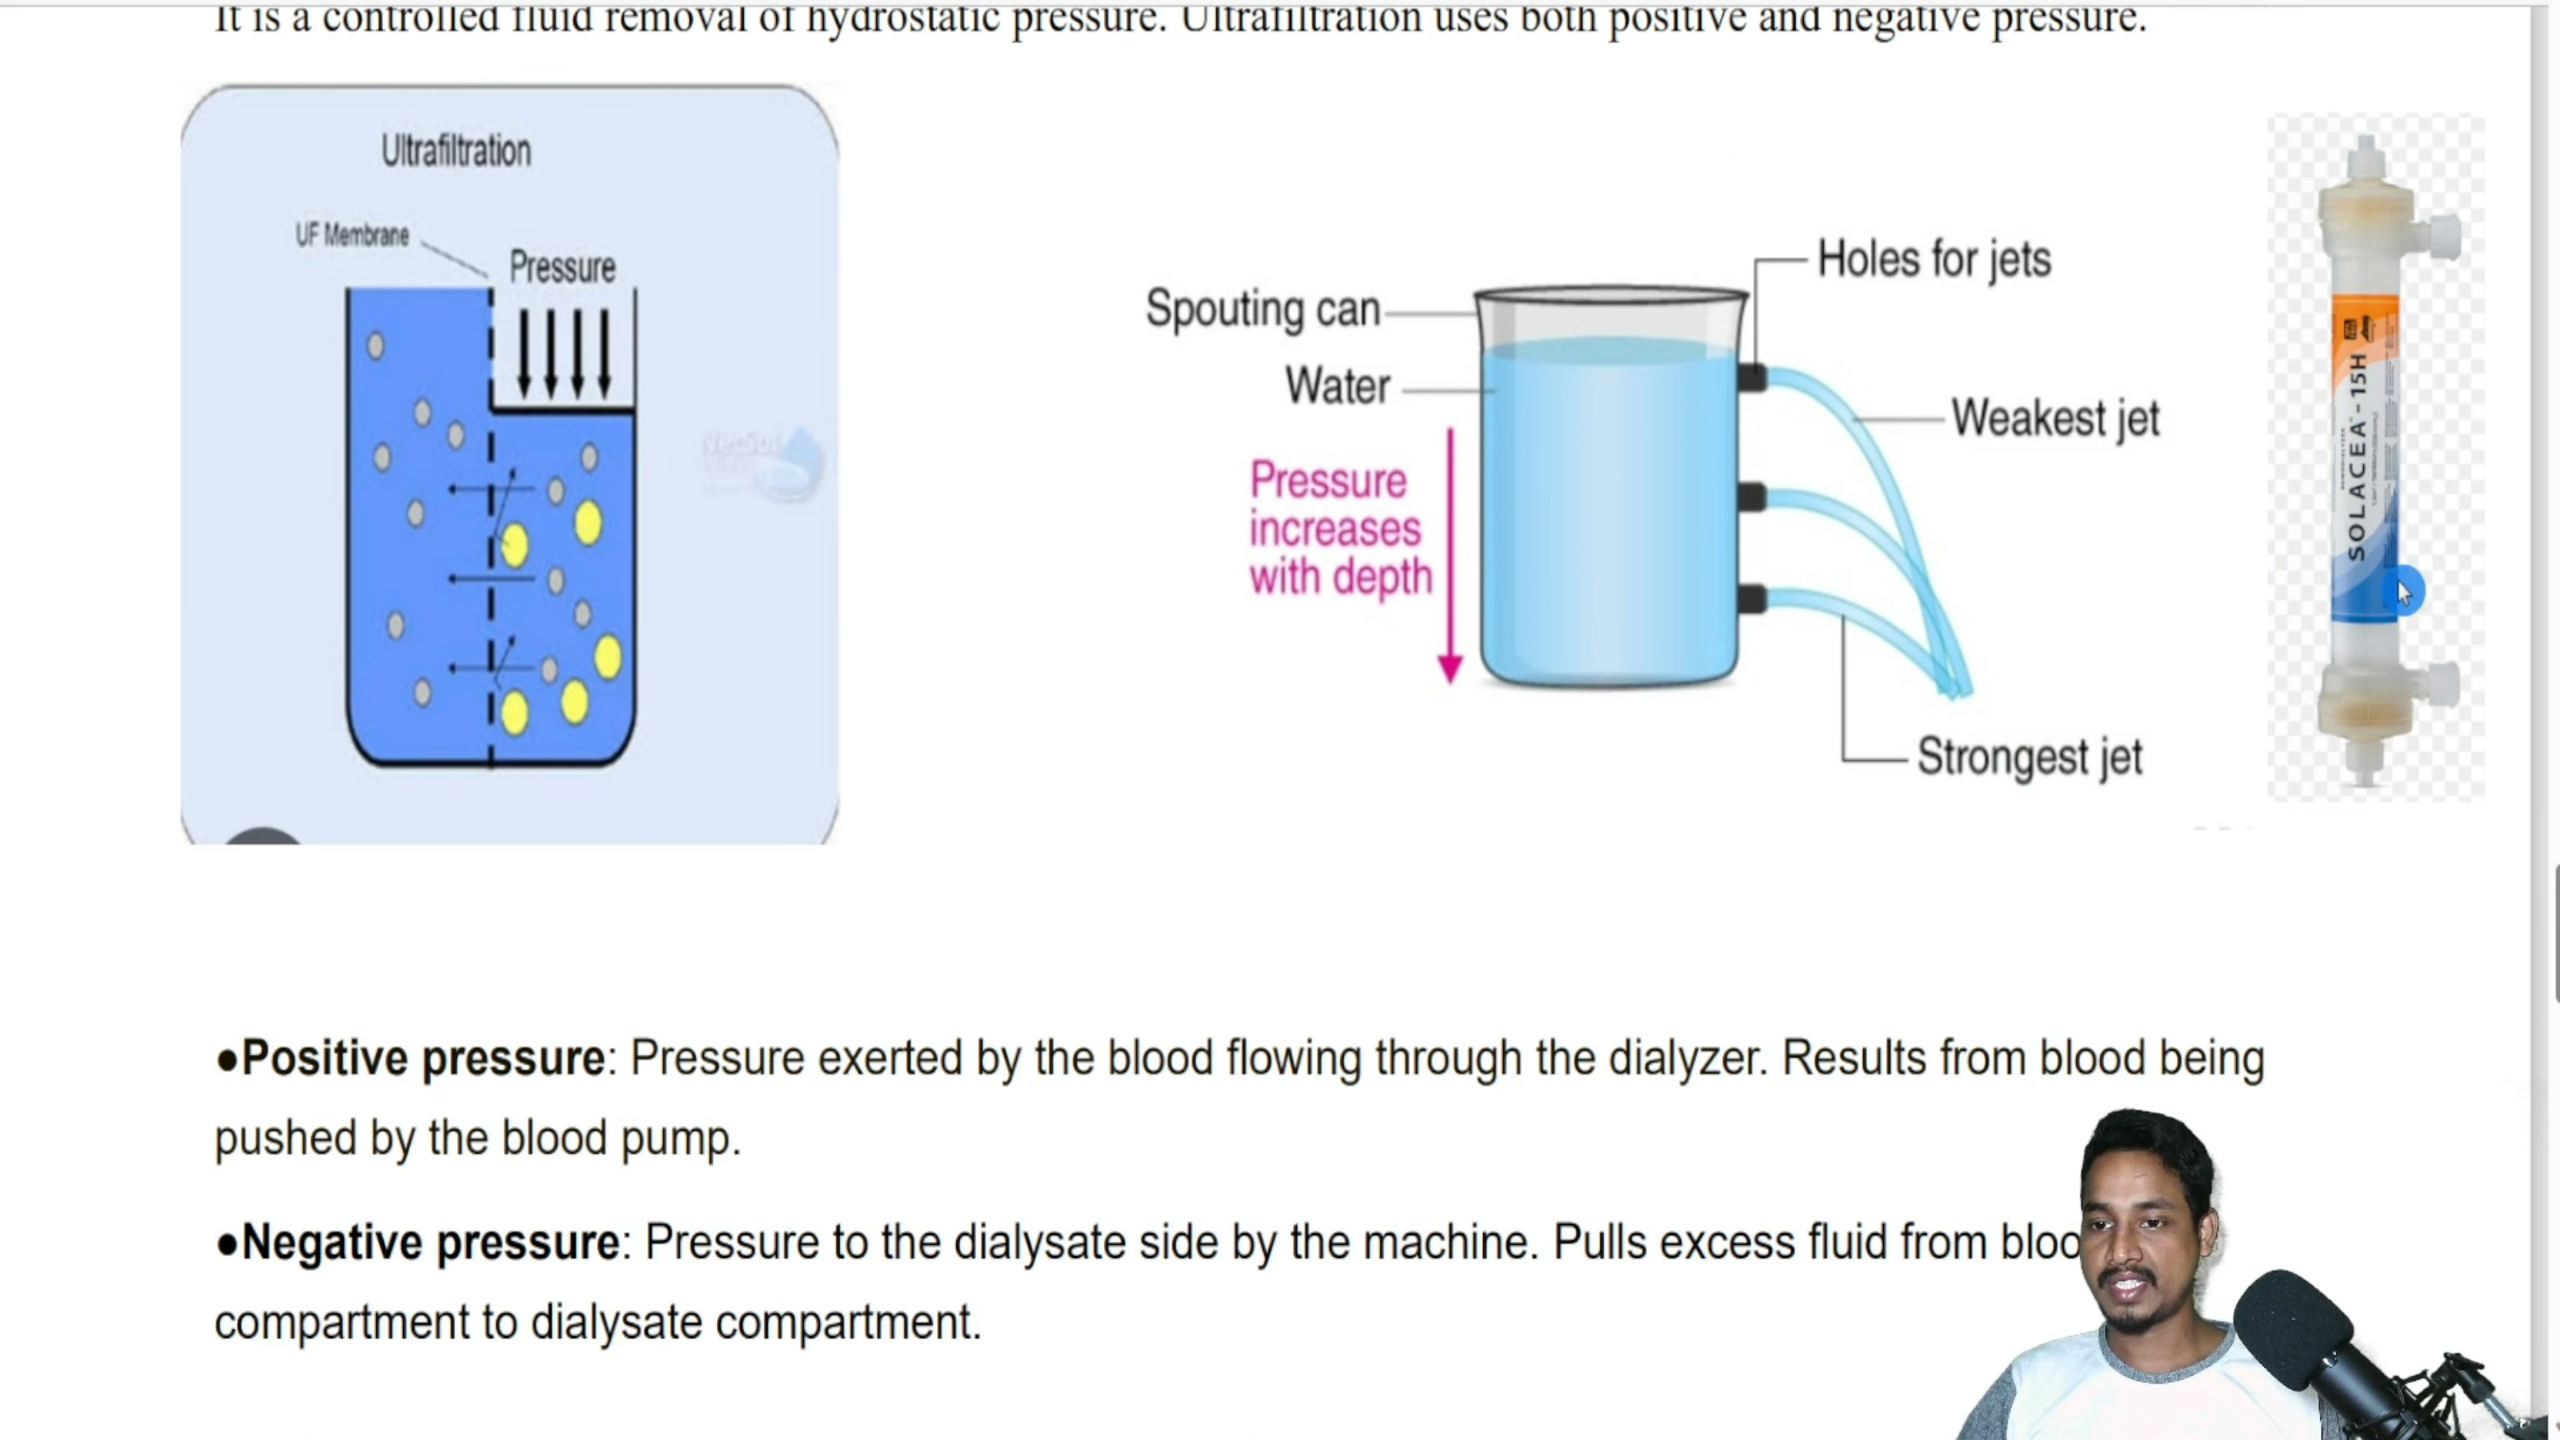 It is a controlled fluid removal of hydrostatic pressure. Ultrafiltration uses both positive and negative pressure.
Ultrafiltration
UF Membrane
Pressure
Holes for jets
Spouting can
Water
Weakest jet
Pressure
increases
with depth
Strongest jet
SOLACEA - 15H
●Positive pressure: Pressure exerted by the blood flowing through the dialyzer. Results from blood being
pushed by the blood pump.
●Negative pressure: Pressure to the dialysate side by the machine. Pulls excess fluid from bloo
compartment to dialysate compartment.